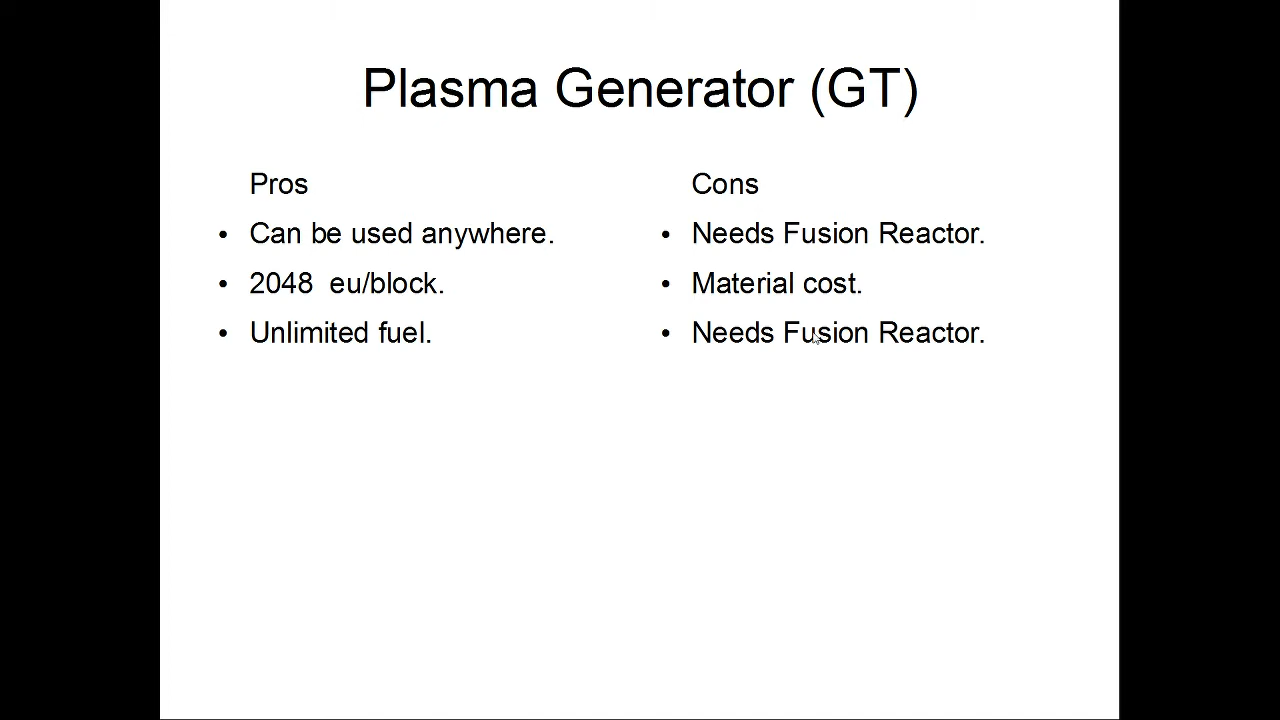 Plasma Generator (GT)
Pros
• Can be used anywhere.
• 2048  eu/block.
• Unlimited fuel.
Cons
• Needs Fusion Reactor.
• Material cost.
• Needs Fusion Reactor.